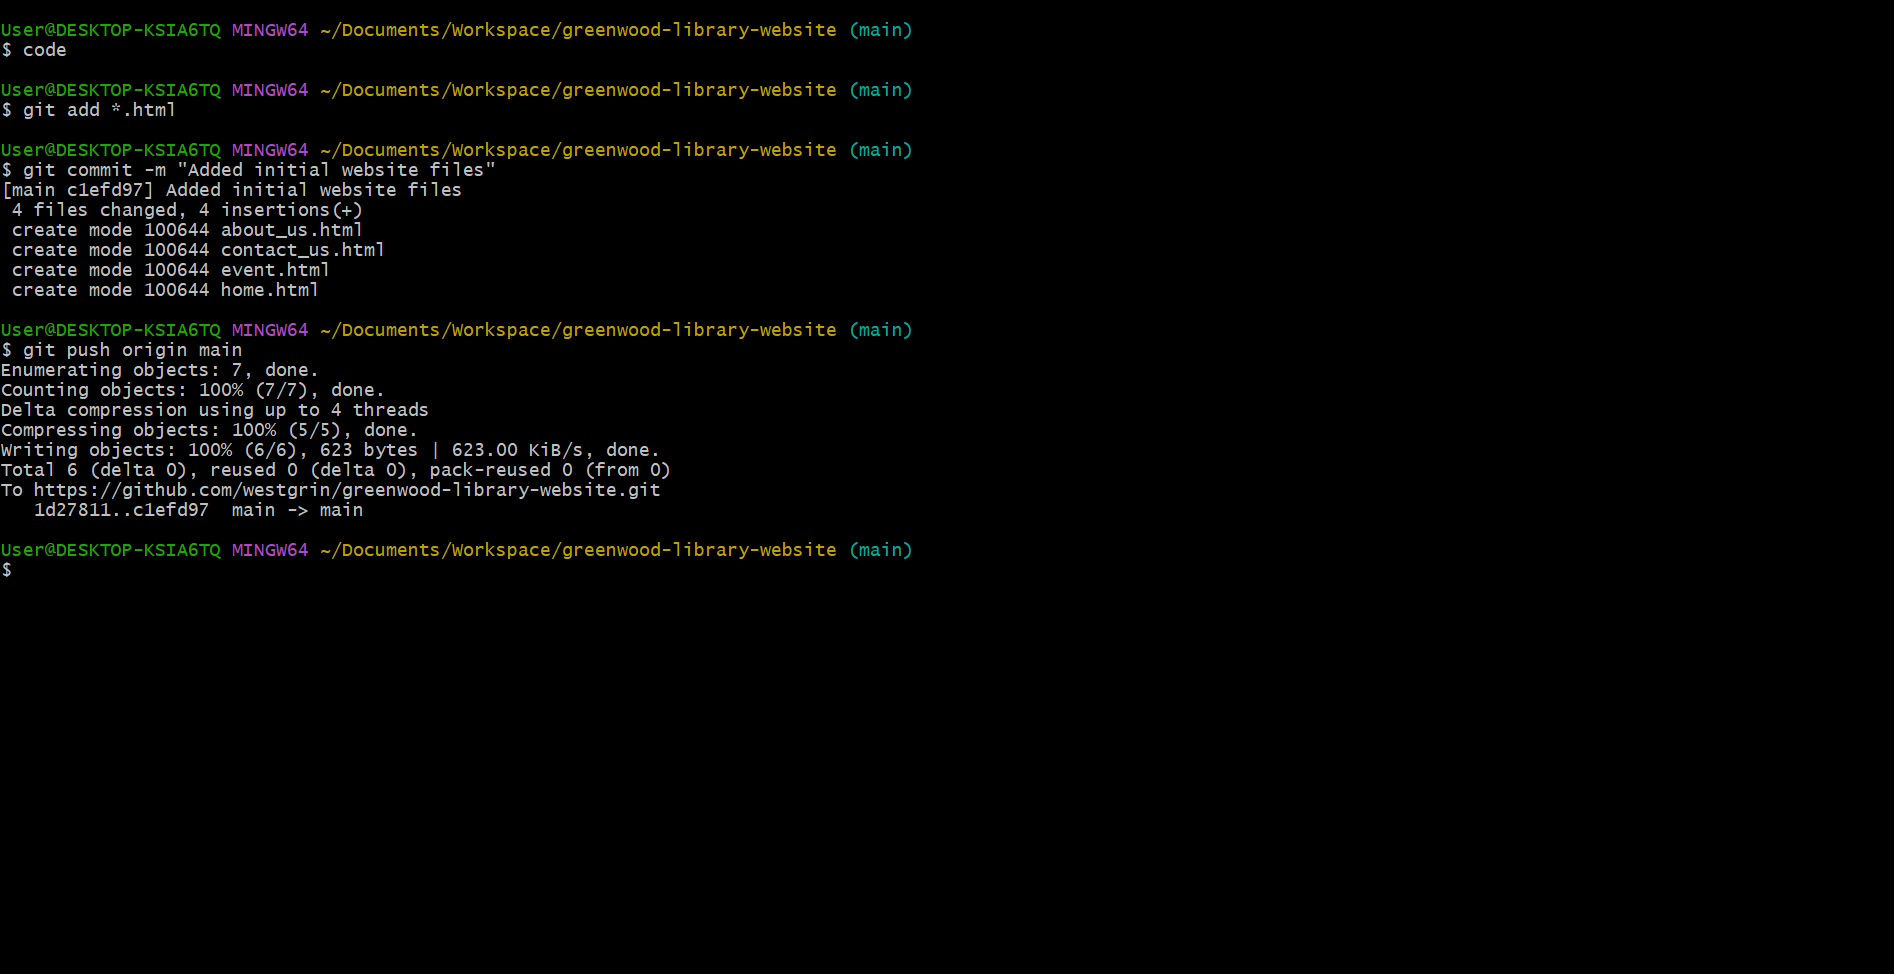 User@DESKTOP-KSIA6TQ MINGW64 ~/Documents/Workspace/greenwood-library-website (main)
$ code
User@DESKTOP-KSIA6TQ MINGW64 ~/Documents/Workspace/greenwood-library-website (main)
$ git add *.html
User@DESKTOP-KSIA6TQ MINGW64 ~/Documents/Workspace/greenwood-library-website (main)
$ git commit -m "Added initial website files"
[main c1efd97] Added initial website files
 4 files changed, 4 insertions(+)
 create mode 100644 about_us.html
 create mode 100644 contact_us.html
 create mode 100644 event.html
 create mode 100644 home.html
User@DESKTOP-KSIA6TQ MINGW64 ~/Documents/Workspace/greenwood-library-website (main)
$ git push origin main
Enumerating objects: 7, done.
Counting objects: 100% (7/7), done.
Delta compression using up to 4 threads
Compressing objects: 100% (5/5), done.
Writing objects: 100% (6/6), 623 bytes | 623.00 KiB/s, done.
Total 6 (delta 0), reused 0 (delta 0), pack-reused 0 (from 0)
To https://github.com/westgrin/greenwood-library-website.git
   1d27811..c1efd97  main -> main
User@DESKTOP-KSIA6TQ MINGW64 ~/Documents/Workspace/greenwood-library-website (main)
$